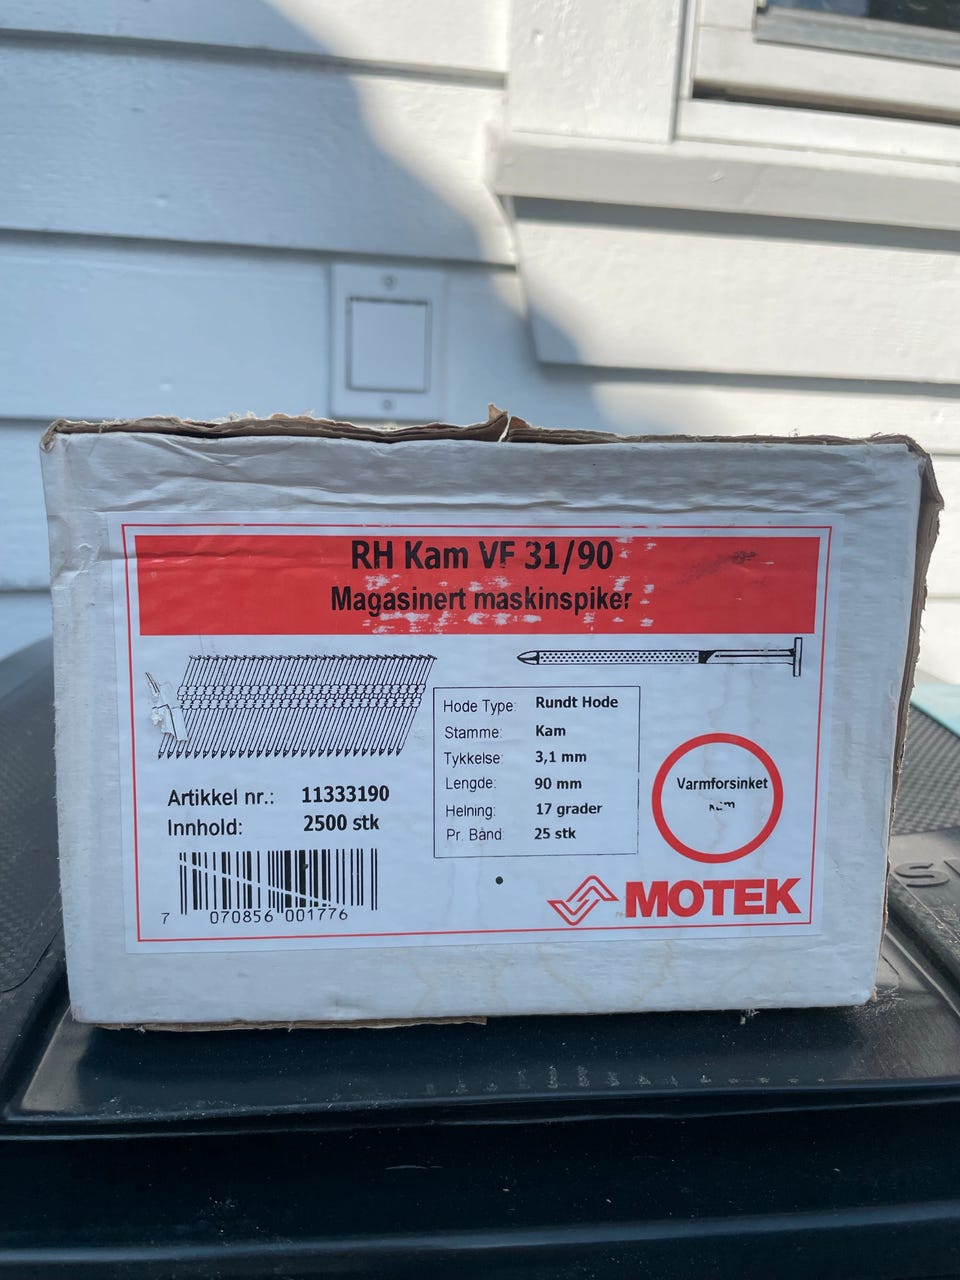 RH Kam VF 31/90
Magasinert maskinspiker
Hode Type: Rundt Hode
Stamme: Kam
Tykkelse: 3,1 mm
Lengde: 90 mm
Helning: 17 grader
Pr. Bånd 25 stk
Artikkel nr.: 11333190
Innhold: 2500 stk
7 070856 001776
Varmforsinket
MOTEK